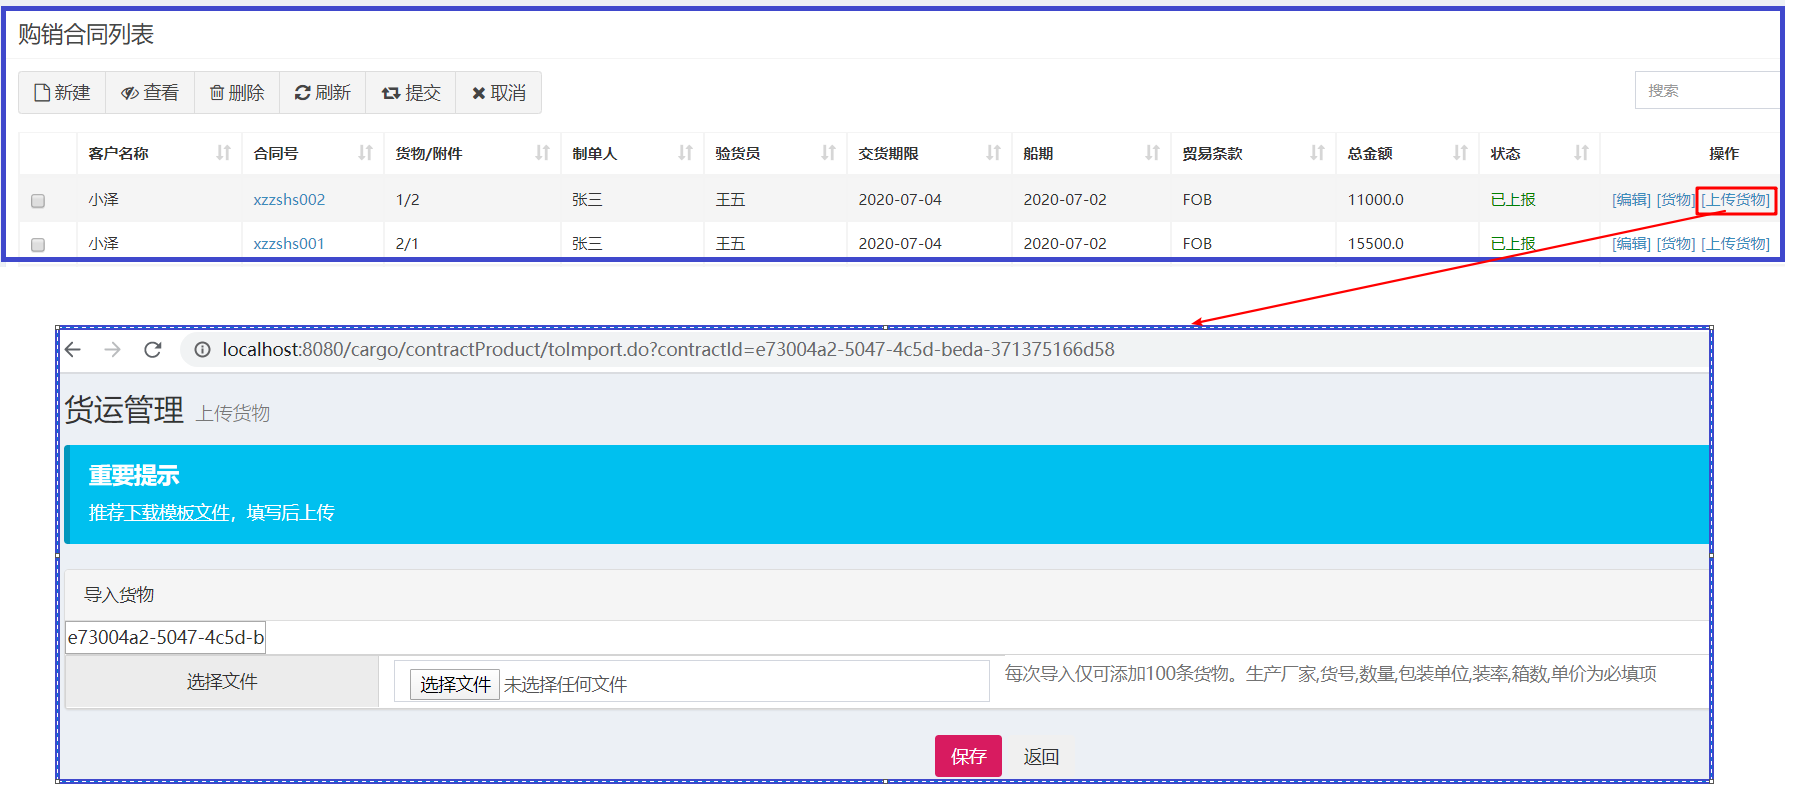 购销合同列表
新建 查看 删除 刷新 提交 取消 搜索
客户名称 合同号 货物/附件 制单人 验货员 交货期限 船期 贸易条款 总金额 状态 操作
小泽 xzzshs002 1/2 张三 王五 2020-07-04 2020-07-02 FOB 11000.0 已上报 [编辑] [货物] [上传货物]
小泽 xzzshs001 2/1 张三 王五 2020-07-04 2020-07-02 FOB 15500.0 已上报 [编辑] [货物] [上传货物]
localhost:8080/cargo/contractProduct/toImport.do?contractId=e73004a2-5047-4c5d-beda-371375166d58
货运管理 上传货物
重要提示
推荐下载模板文件，填写后上传
导入货物
e73004a2-5047-4c5d-b
选择文件 选择文件 未选择任何文件 每次导入仅可添加100条货物。生产厂家,货号,数量,包装单位,装率,箱数,单价为必填项
保存 返回